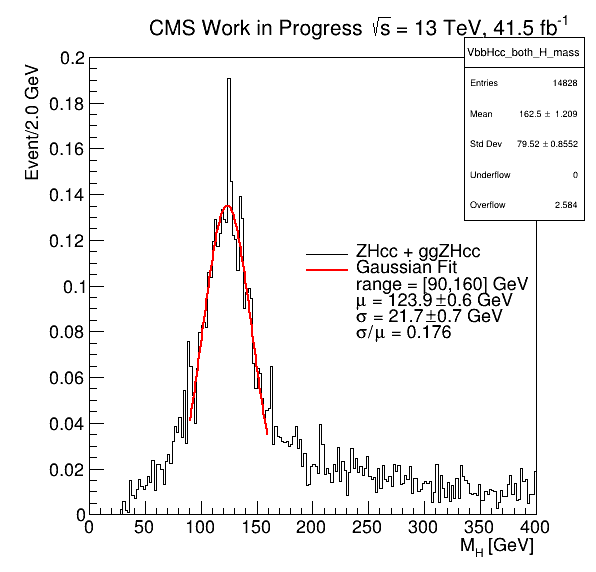 CMS Work in Progress √s = 13 TeV, 41.5 fb⁻¹
VbbHcc_both_H_mass
Entries 14828
Mean 162.5 ± 1.209
Std Dev 79.52 ± 0.8552
Underflow 0
Overflow 2.584
Event/2.0 GeV
0.2
0.18
0.16
0.14
0.12
0.1
0.08
0.06
0.04
0.02
0
ZHcc + ggZHcc
Gaussian Fit
range = [90,160] GeV
μ = 123.9±0.6 GeV
σ = 21.7±0.7 GeV
σ/μ = 0.176
0 50 100 150 200 250 300 350 400
M_H [GeV]